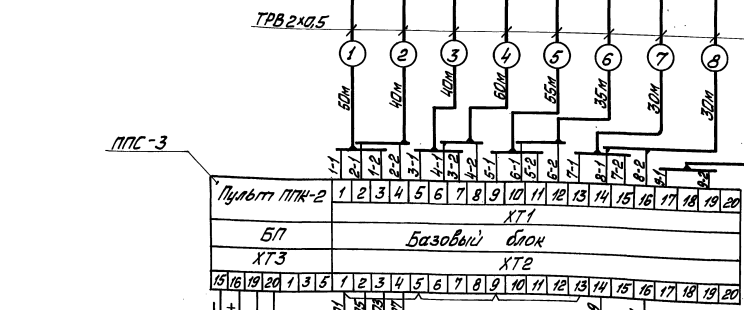 ТРВ 2х0,5
1 2 3 4 5 6 7 8
50м 40м 40м 60м 55м 35м 30м 30м
ППС-3
1-1 2-1 1-2 2-2 3-1 4-1 3-2 4-2 5-1 6-1 5-2 6-2 7-1 8-1 7-2 8-2 9-1 9-2
Пульт ППК-2 1 2 3 4 5 6 7 8 9 10 11 12 13 14 15 16 17 18 19 20
ХТ1
БП Базовый блок
ХТ3 ХТ2
15 16 19 20 1 3 5 1 2 3 4 5 6 7 8 9 10 11 12 13 14 15 16 17 18 19 20
+